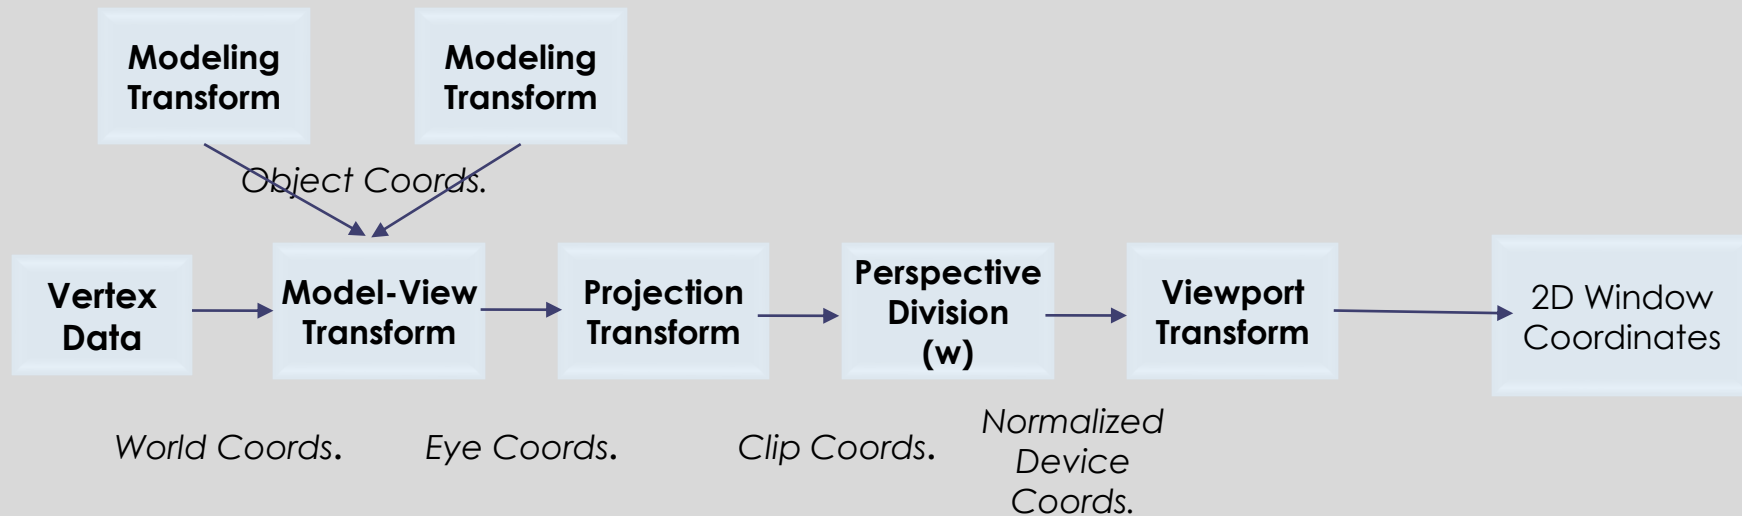 Modeling
Transform
Modeling
Transform
Object Coords.
Vertex
Data
Model-View
Transform
Projection
Transform
Perspective
Division
(w)
Viewport
Transform
2D Window
Coordinates
World Coords.
Eye Coords.
Clip Coords.
Normalized
Device
Coords.